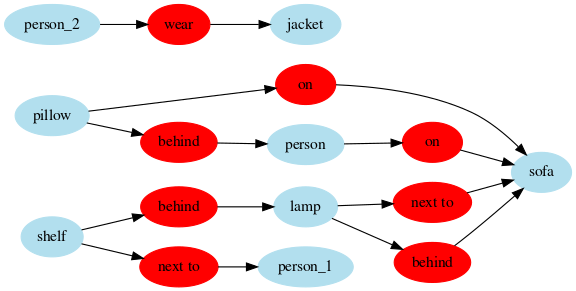 person_2 wear jacket
on
pillow
behind person on
sofa
behind lamp next to
shelf
next to person_1 behind